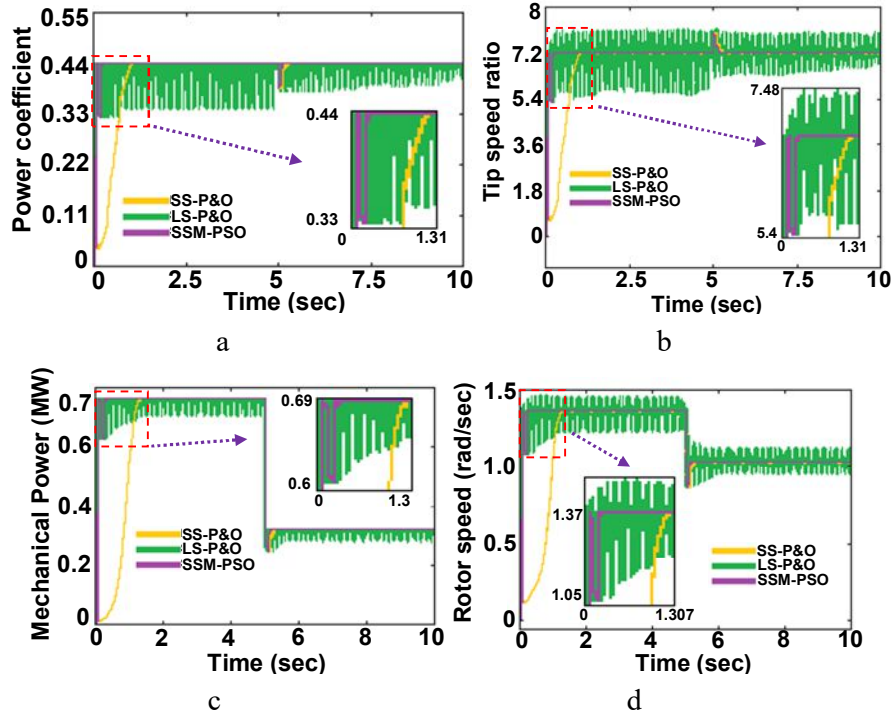 Power coefficient
0.55
0.44
0.33
0.22
0.11
0
SS-P&O
LS-P&O
SSM-PSO
0.44
0.33
0
1.31
0
2.5
5
7.5
10
Time (sec)
a
Tip speed ratio
8
7.2
5.4
3.6
1.8
0
SS-P&O
LS-P&O
SSM-PSO
7.48
5.4
0
1.31
0
2.5
5
7.5
10
Time (sec)
b
Mechanical Power (MW)
0.7
0.6
0.4
0.2
0
SS-P&O
LS-P&O
SSM-PSO
0.69
0.6
0
1.3
0
2
4
6
8
10
Time (sec)
c
Rotor speed (rad/sec)
1.5
1.0
1.5
0
SS-P&O
LS-P&O
SSM-PSO
1.37
1.05
0
1.307
0
2
4
6
8
10
Time (sec)
d